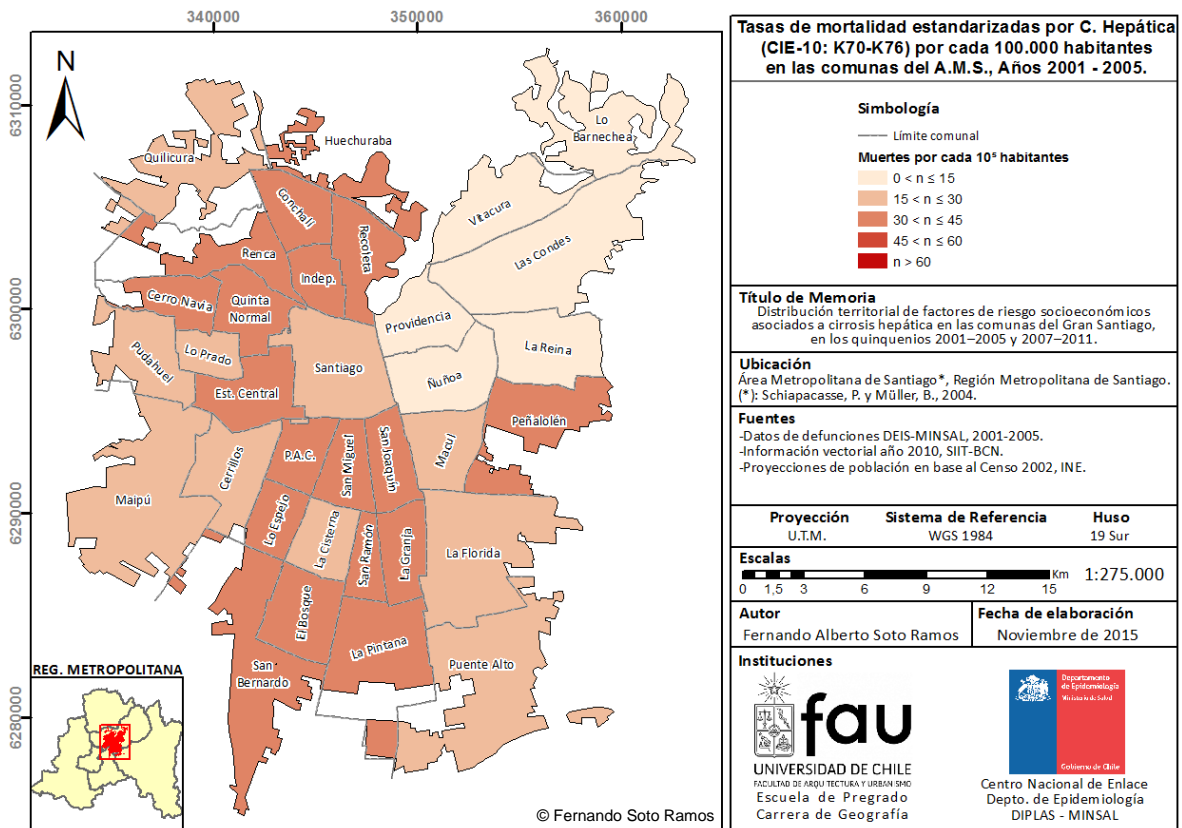 340000
350000
360000
6310000
6300000
6290000
6280000
N
Lo
Barnechea
Quilicura
Huechuraba
Conchalí
Recoleta
Vitacura
Las Condes
Renca
Indep.
Cerro Navia
Quinta
Normal
Providencia
La Reina
Pudahuel
Lo Prado
Santiago
Ñuñoa
Est. Central
Peñalolén
Macul
Cerrillos
P.A.C.
San Miguel
San Joaquín
Maipú
Lo Espejo
La Cisterna
San Ramón
La Granja
La Florida
El Bosque
La Pintana
San
Bernardo
Puente Alto
REG. METROPOLITANA
© Fernando Soto Ramos
Tasas de mortalidad estandarizadas por C. Hepática
(CIE-10: K70-K76) por cada 100.000 habitantes
en las comunas del A.M.S., Años 2001 - 2005.
Simbología
Límite comunal
Muertes por cada 10⁵ habitantes
0 < n ≤ 15
15 < n ≤ 30
30 < n ≤ 45
45 < n ≤ 60
n > 60
Título de Memoria
Distribución territorial de factores de riesgo socioeconómicos
asociados a cirrosis hepática en las comunas del Gran Santiago,
en los quinquenios 2001–2005 y 2007–2011.
Ubicación
Área Metropolitana de Santiago*, Región Metropolitana de Santiago.
(*): Schiapacasse, P. y Müller, B., 2004.
Fuentes
-Datos de defunciones DEIS-MINSAL, 2001-2005.
-Información vectorial año 2010, SIIT-BCN.
-Proyecciones de población en base al Censo 2002, INE.
Proyección Sistema de Referencia Huso
U.T.M. WGS 1984 19 Sur
Escalas
Km
0 1,5 3 6 9 12 15
1:275.000
Autor
Fernando Alberto Soto Ramos
Fecha de elaboración
Noviembre de 2015
Instituciones
fau
UNIVERSIDAD DE CHILE
FACULTAD DE ARQUITECTURA Y URBANISMO
Escuela de Pregrado
Carrera de Geografía
Departamento
de Epidemiología
Ministerio de Salud
Gobierno de Chile
Centro Nacional de Enlace
Depto. de Epidemiología
DIPLAS - MINSAL